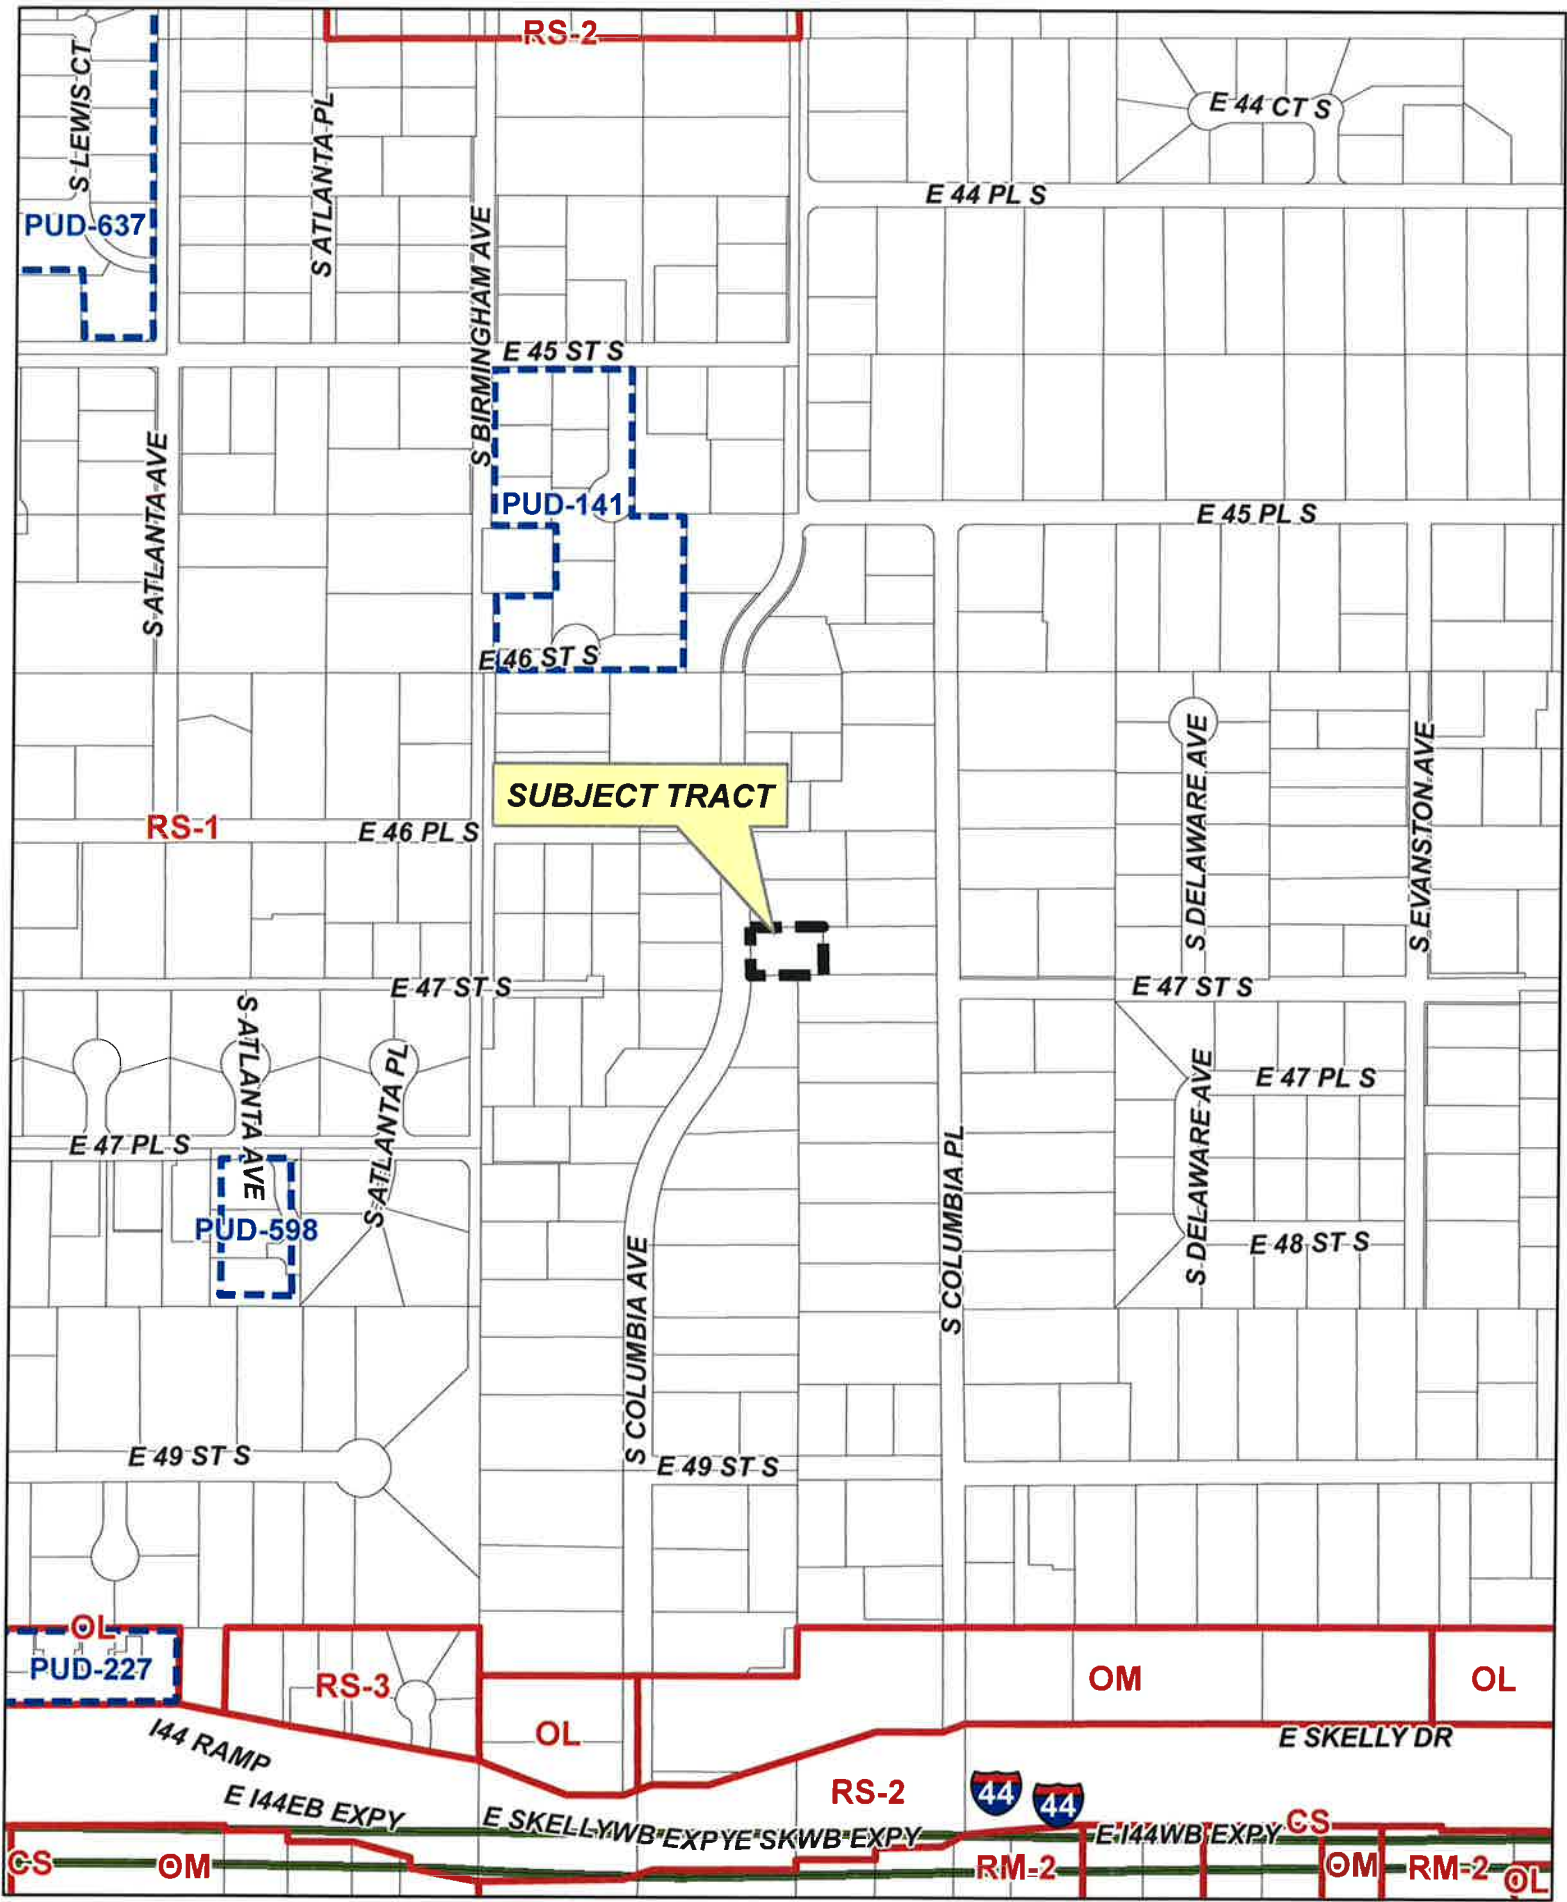 RS-2
S LEWIS CT
S ATLANTA PL
E 44 CT S
E 44 PL S
PUD-637
S BIRMINGHAM AVE
E 45 ST S
S ATLANTA AVE
PUD-141
E 45 PL S
E 46 ST S
S DELAWARE AVE
S EVANSTON AVE
SUBJECT TRACT
RS-1
E 46 PL S
E 47 ST S
E 47 ST S
S ATLANTA AVE
S ATLANTA PL
E 47 PL S
E 47 PL S
S DELAWARE AVE
S COLUMBIA PL
PUD-598
E 48 ST S
S COLUMBIA AVE
E 49 ST S
E 49 ST S
OL
PUD-227
RS-3
OM
OL
OL
I44 RAMP
E SKELLY DR
RS-2
44
44
E I44EB EXPY
E SKELLYWB EXPYE SKWB EXPY
E I44WB EXPY
CS
CS
OM
RM-2
OM
RM-2
OL